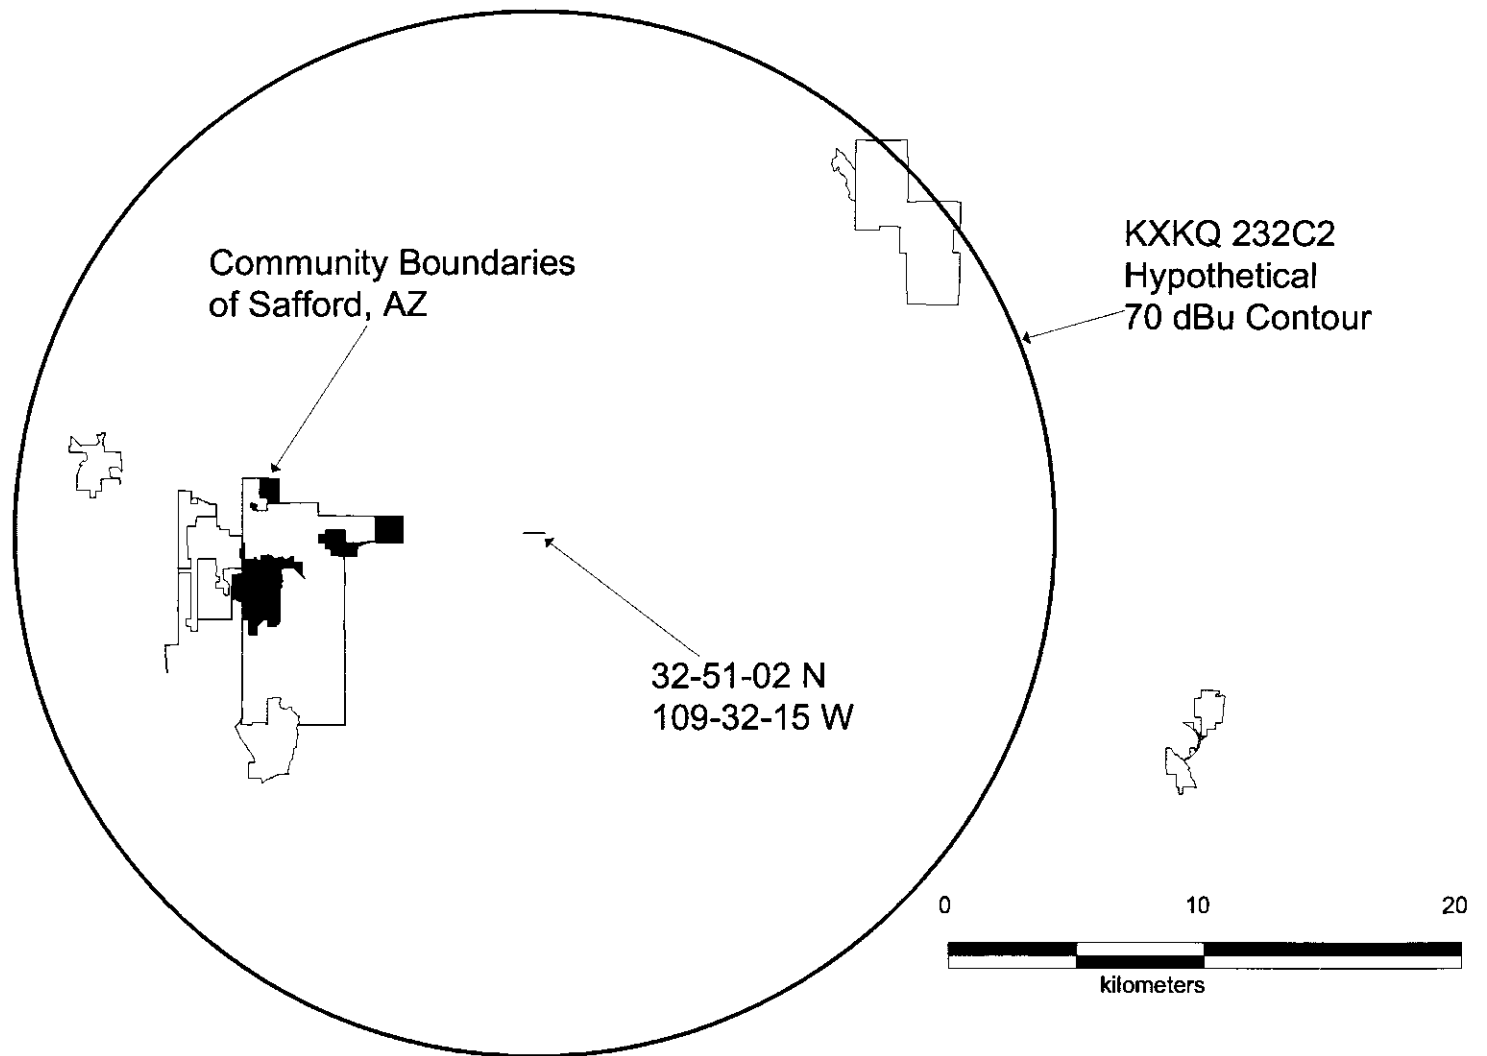 Community Boundaries
of Safford, AZ
KXKQ 232C2
Hypothetical
70 dBu Contour
32-51-02 N
109-32-15 W
0 10 20
kilometers